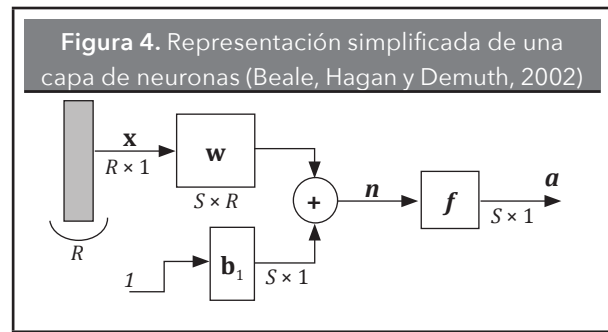 Figura 4. Representación simplificada de una
capa de neuronas (Beale, Hagan y Demuth, 2002)
x
R × 1
w
S × R
+
n
f
a
S × 1
R
1
b₁
S × 1